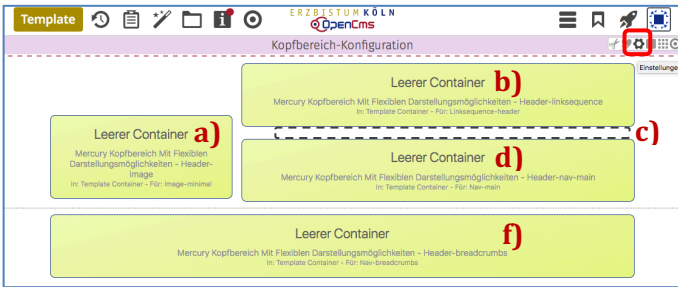 Template
ERZBISTUM KÖLN
OpenCms
Kopfbereich-Konfiguration
Einstellunge
Leerer Container b)
Mercury Kopfbereich Mit Flexiblen Darstellungsmöglichkeiten - Header-linksequence
In: Template Container - Für: Linksequence-header
Leerer Container a)
Mercury Kopfbereich Mit Flexiblen
Darstellungsmöglichkeiten - Header-
image
In: Template Container - Für: Image-minimal
c)
Leerer Container d)
Mercury Kopfbereich Mit Flexiblen Darstellungsmöglichkeiten - Header-nav-main
In: Template Container - Für: Nav-main
Leerer Container f)
Mercury Kopfbereich Mit Flexiblen Darstellungsmöglichkeiten - Header-breadcrumbs
In: Template Container - Für: Nav-breadcrumbs